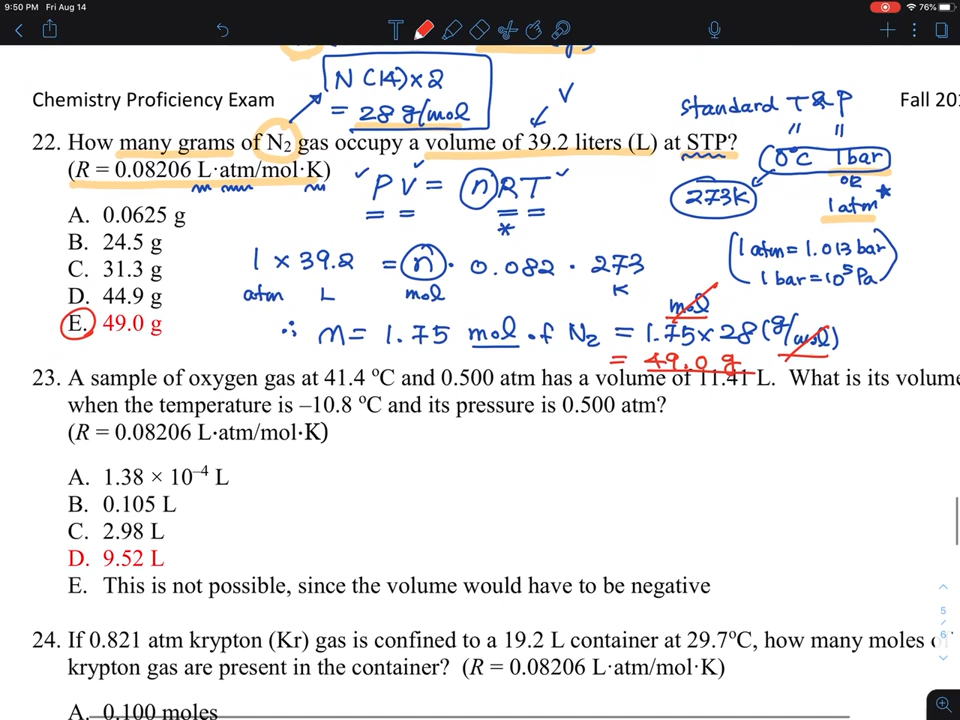 9:50 PM Fri Aug 14
76%
N (14) × 2
= 28 g/mol
V
Standard T & P
Chemistry Proficiency Exam
Fall 20
" "
0°C 1bar
or
1 atm *
273K
22. How many grams of N₂ gas occupy a volume of 39.2 liters (L) at STP?
(R = 0.08206 L·atm/mol·K)
P V = n R T
*
A. 0.0625 g
B. 24.5 g
C. 31.3 g
D. 44.9 g
E. 49.0 g
(1 atm = 1.013 bar
1 bar = 10⁵ Pa)
1 × 39.2 = n · 0.082 · 273
atm L mol K
∴ n = 1.75 mol of N₂ = 1.75 mol × 28 (g/mol)
= 49.0 g
23. A sample of oxygen gas at 41.4 ºC and 0.500 atm has a volume of 11.41 L. What is its volume
when the temperature is –10.8 ºC and its pressure is 0.500 atm?
(R = 0.08206 L·atm/mol·K)
A. 1.38 × 10⁻⁴ L
B. 0.105 L
C. 2.98 L
D. 9.52 L
E. This is not possible, since the volume would have to be negative
5
/
6
24. If 0.821 atm krypton (Kr) gas is confined to a 19.2 L container at 29.7ºC, how many moles of
krypton gas are present in the container? (R = 0.08206 L·atm/mol·K)
A. 0.100 moles